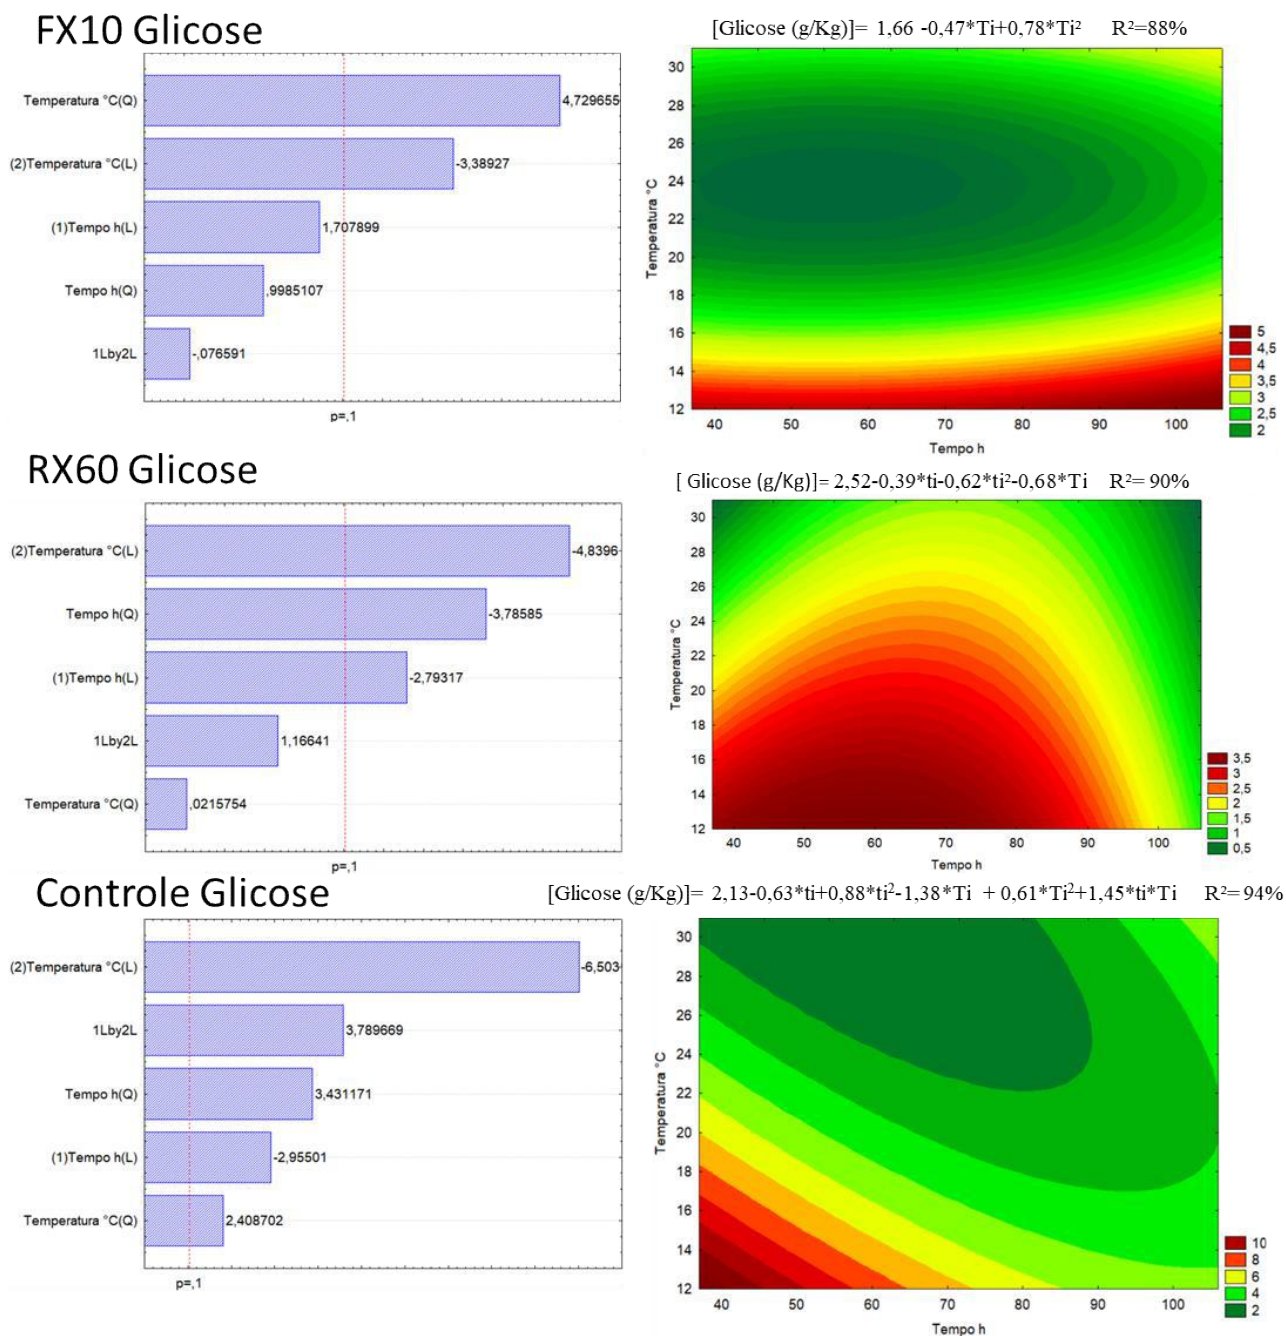 FX10 Glicose
[Glicose (g/Kg)]= 1,66 -0,47*Ti+0,78*Ti² R²=88%
Temperatura °C(Q)
4,729655
(2)Temperatura °C(L)
-3,38927
(1)Tempo h(L)
1,707899
Tempo h(Q)
,9985107
1Lby2L
-,076591
p=,1
Temperatura °C
30
28
26
24
22
20
18
16
14
12
40 50 60 70 80 90 100
Tempo h
5
4,5
4
3,5
3
2,5
2
RX60 Glicose
[ Glicose (g/Kg)]= 2,52-0,39*ti-0,62*ti²-0,68*Ti R²= 90%
(2)Temperatura °C(L)
-4,8396
Tempo h(Q)
-3,78585
(1)Tempo h(L)
-2,79317
1Lby2L
1,16641
Temperatura °C(Q)
,0215754
p=,1
Temperatura °C
30
28
26
24
22
20
18
16
14
12
40 50 60 70 80 90 100
Tempo h
3,5
3
2,5
2
1,5
1
0,5
Controle Glicose
[Glicose (g/Kg)]= 2,13-0,63*ti+0,88*ti²-1,38*Ti + 0,61*Ti²+1,45*ti*Ti R²= 94%
(2)Temperatura °C(L)
-6,503
1Lby2L
3,789669
Tempo h(Q)
3,431171
(1)Tempo h(L)
-2,95501
Temperatura °C(Q)
2,408702
p=,1
Temperatura °C
30
28
26
24
22
20
18
16
14
12
40 50 60 70 80 90 100
Tempo h
10
8
6
4
2